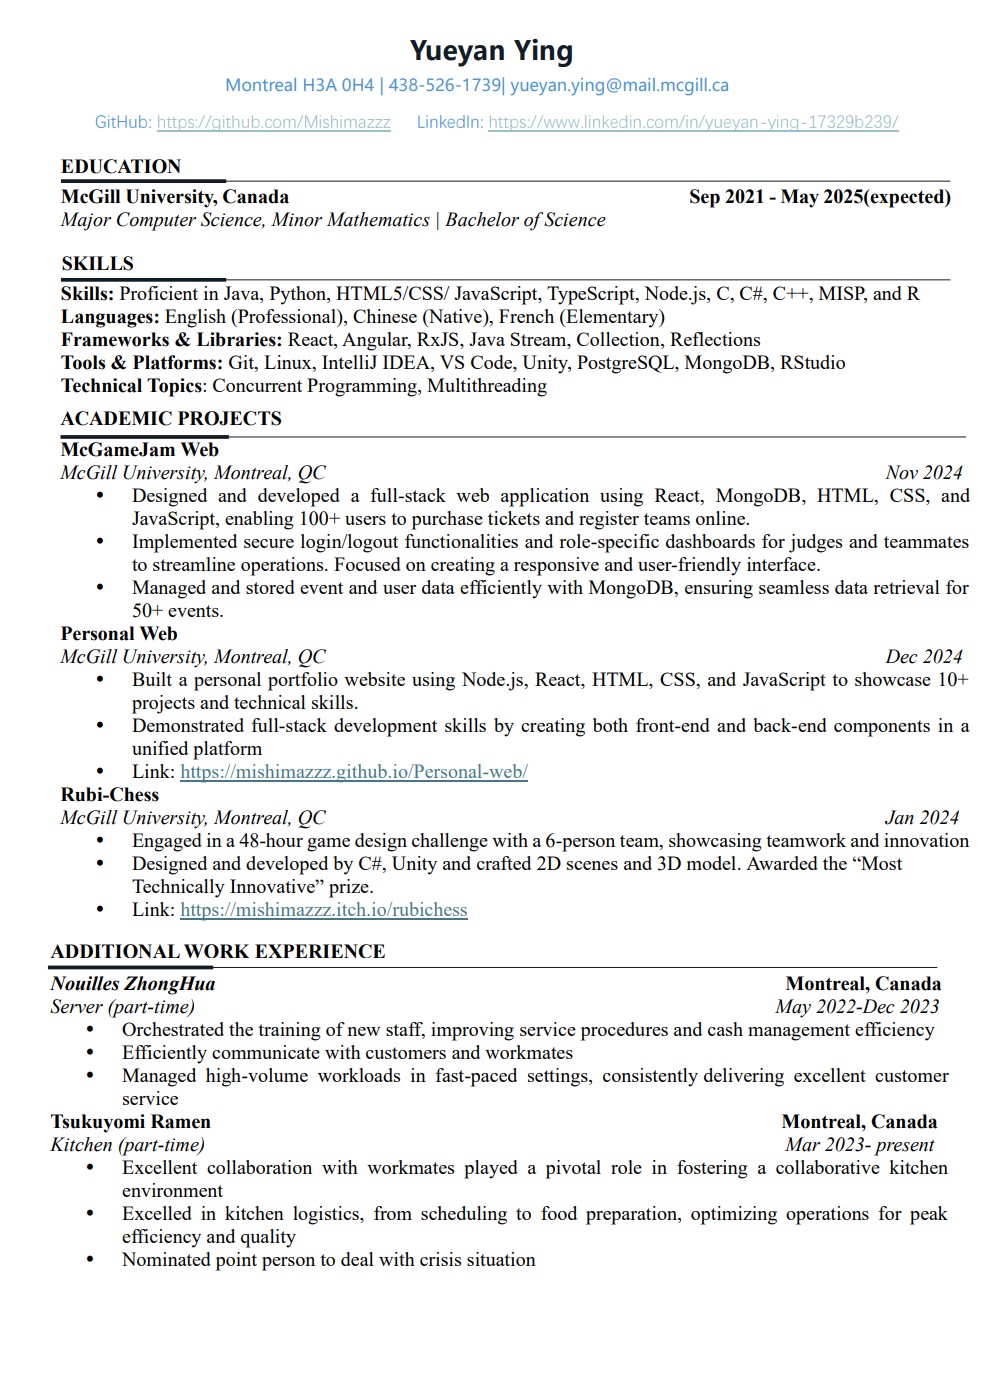 Yueyan Ying
Montreal H3A 0H4 | 438-526-1739| yueyan.ying@mail.mcgill.ca
GitHub: https://github.com/Mishimazzz LinkedIn: https://www.linkedin.com/in/yueyan-ying-17329b239/
EDUCATION
McGill University, Canada Sep 2021 - May 2025(expected)
Major Computer Science, Minor Mathematics | Bachelor of Science
SKILLS
Skills: Proficient in Java, Python, HTML5/CSS/ JavaScript, TypeScript, Node.js, C, C#, C++, MISP, and R
Languages: English (Professional), Chinese (Native), French (Elementary)
Frameworks & Libraries: React, Angular, RxJS, Java Stream, Collection, Reflections
Tools & Platforms: Git, Linux, IntelliJ IDEA, VS Code, Unity, PostgreSQL, MongoDB, RStudio
Technical Topics: Concurrent Programming, Multithreading
ACADEMIC PROJECTS
McGameJam Web
McGill University, Montreal, QC Nov 2024
• Designed and developed a full-stack web application using React, MongoDB, HTML, CSS, and
JavaScript, enabling 100+ users to purchase tickets and register teams online.
• Implemented secure login/logout functionalities and role-specific dashboards for judges and teammates
to streamline operations. Focused on creating a responsive and user-friendly interface.
• Managed and stored event and user data efficiently with MongoDB, ensuring seamless data retrieval for
50+ events.
Personal Web
McGill University, Montreal, QC Dec 2024
• Built a personal portfolio website using Node.js, React, HTML, CSS, and JavaScript to showcase 10+
projects and technical skills.
• Demonstrated full-stack development skills by creating both front-end and back-end components in a
unified platform
• Link: https://mishimazzz.github.io/Personal-web/
Rubi-Chess
McGill University, Montreal, QC Jan 2024
• Engaged in a 48-hour game design challenge with a 6-person team, showcasing teamwork and innovation
• Designed and developed by C#, Unity and crafted 2D scenes and 3D model. Awarded the “Most
Technically Innovative” prize.
• Link: https://mishimazzz.itch.io/rubichess
ADDITIONAL WORK EXPERIENCE
Nouilles ZhongHua Montreal, Canada
Server (part-time) May 2022-Dec 2023
• Orchestrated the training of new staff, improving service procedures and cash management efficiency
• Efficiently communicate with customers and workmates
• Managed high-volume workloads in fast-paced settings, consistently delivering excellent customer
service
Tsukuyomi Ramen Montreal, Canada
Kitchen (part-time) Mar 2023- present
• Excellent collaboration with workmates played a pivotal role in fostering a collaborative kitchen
environment
• Excelled in kitchen logistics, from scheduling to food preparation, optimizing operations for peak
efficiency and quality
• Nominated point person to deal with crisis situation